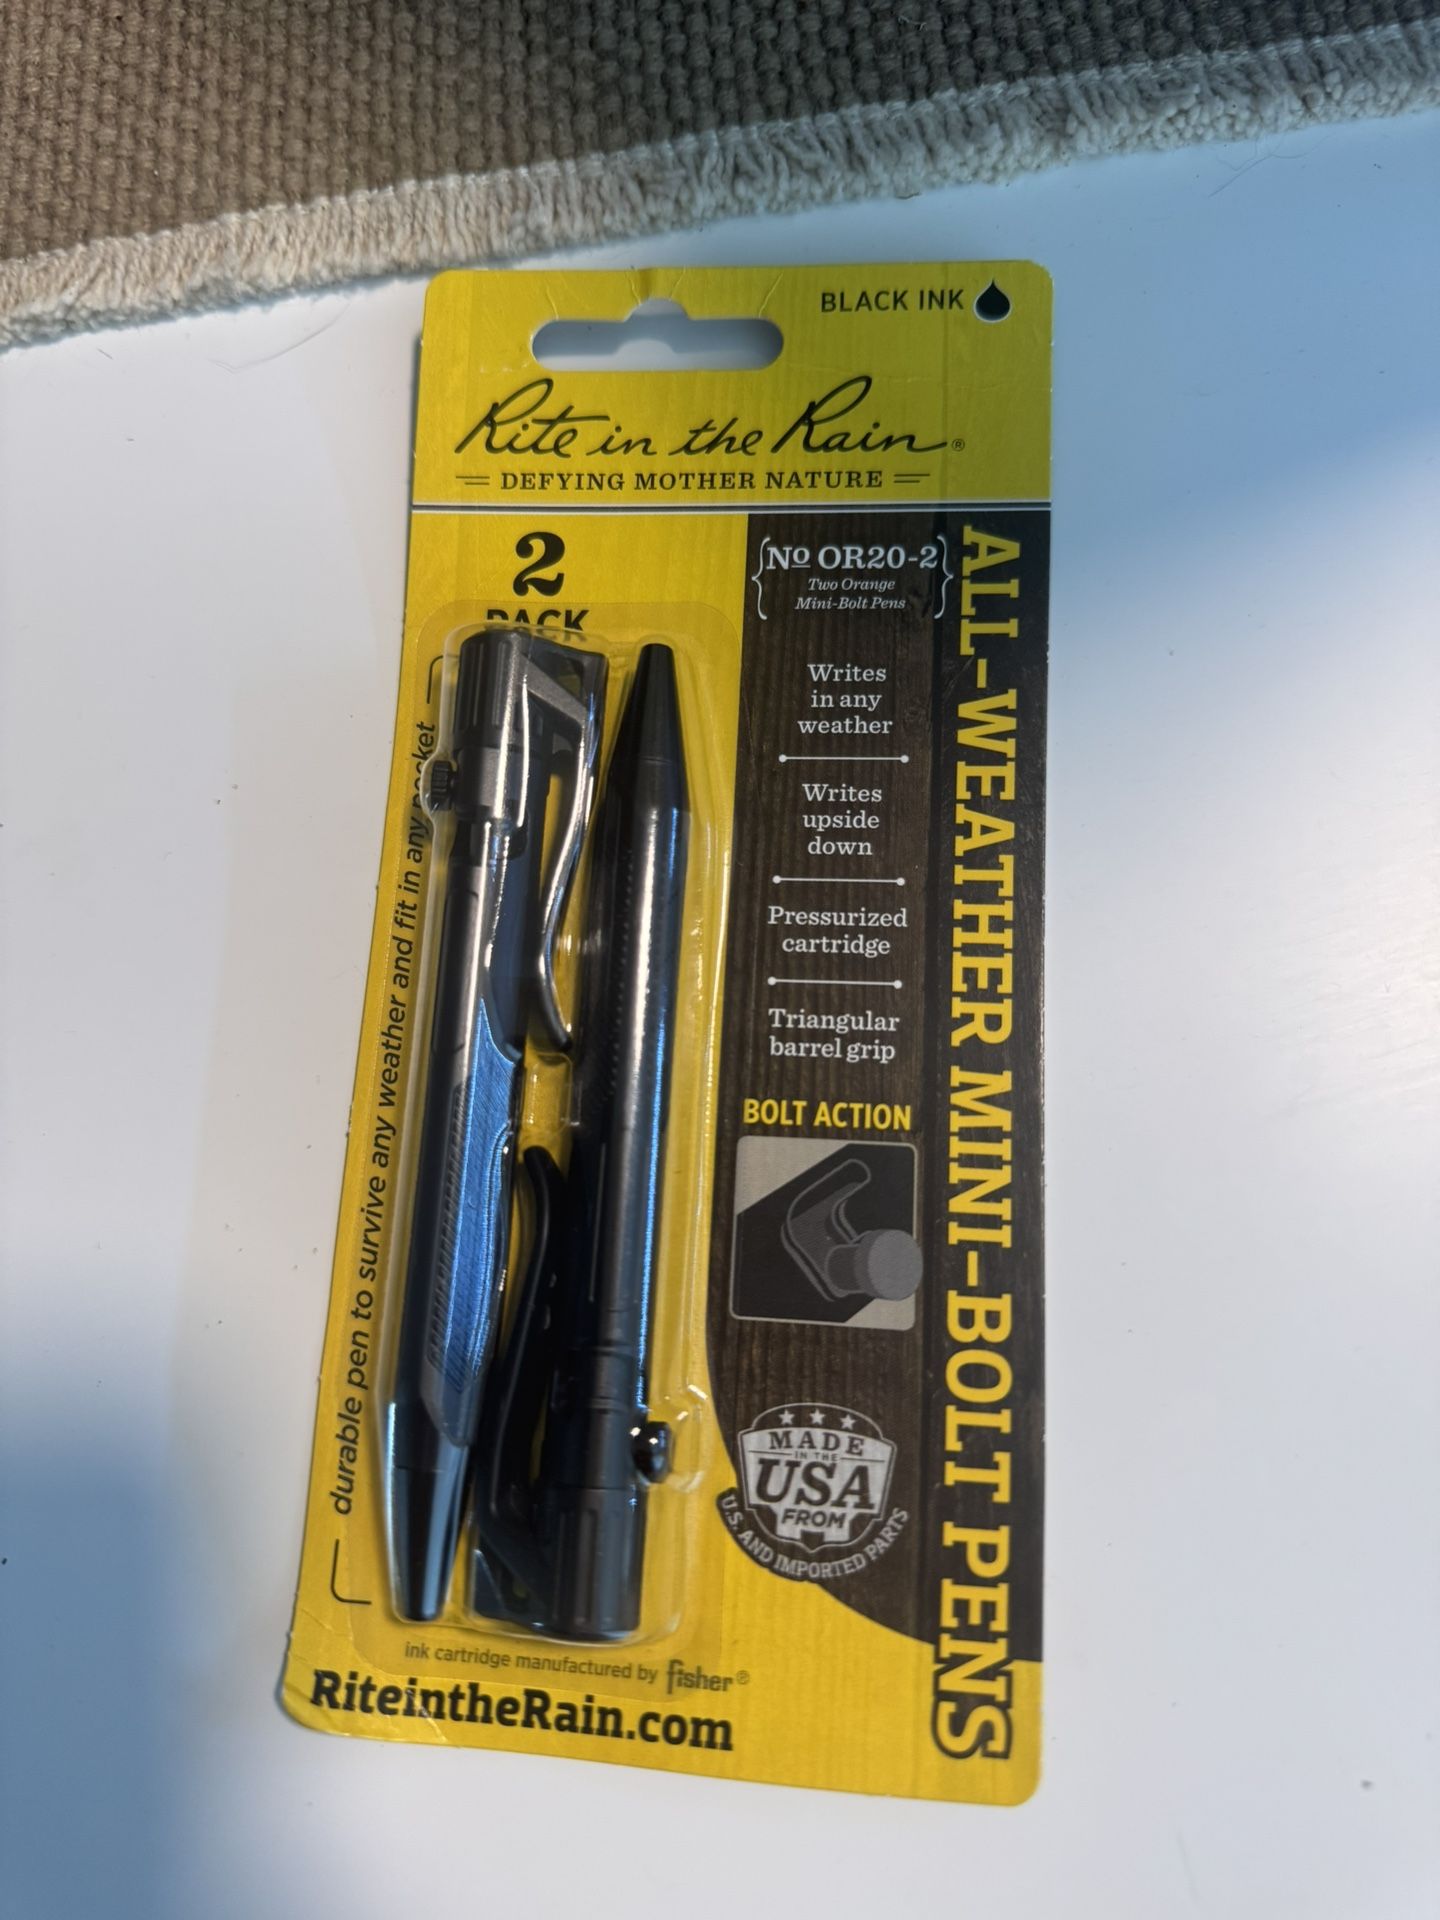 BLACK INK
Rite in the Rain®
DEFYING MOTHER NATURE
2
PACK
No OR20-2
Two Orange
Mini-Bolt Pens
ALL-WEATHER MINI-BOLT PENS
Writes
in any
weather
Writes
upside
down
Pressurized
cartridge
Triangular
barrel grip
BOLT ACTION
durable pen to survive any weather and fit in any pocket
MADE
IN THE
USA
FROM
U.S. AND IMPORTED PARTS
ink cartridge manufactured by fisher®
RiteintheRain.com